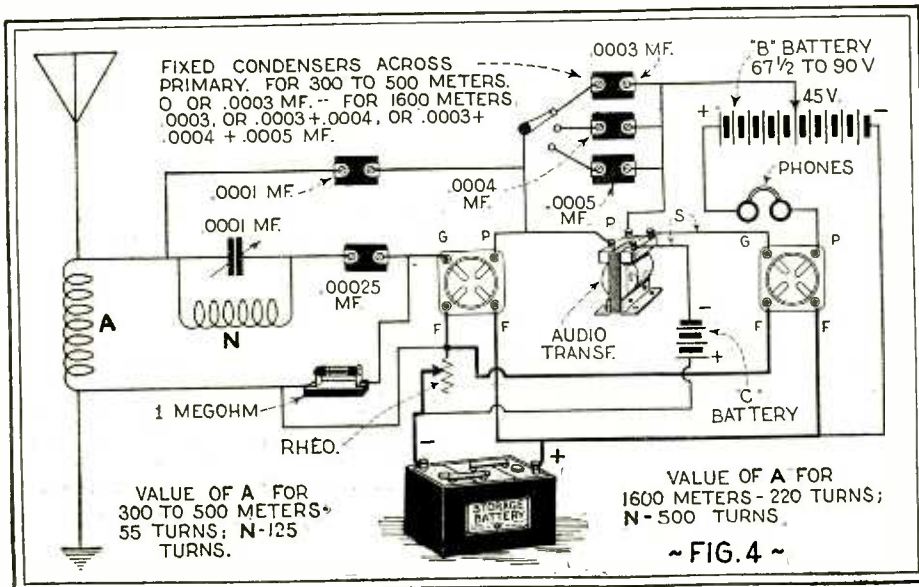 FIXED CONDENSERS ACROSS
PRIMARY. FOR 300 TO 500 METERS,
0 OR .0003 MF. -- FOR 1600 METERS
.0003, OR .0003+.0004, OR .0003+
.0004 + .0005 MF.
.0003 MF.
"B" BATTERY
67 1/2 TO 90 V
45 V.
+
-
PHONES
.0001 MF.
.0004
MF.
.0005
MF.
.0001 MF.
.00025
MF.
G
P
P
S
G
P
A
N
F
F
AUDIO
TRANSF.
-
+
"C"
BATTERY
F
F
1 MEGOHM
RHEO.
-
+
STORAGE
BATTERY
VALUE OF A FOR
300 TO 500 METERS-
55 TURNS; N-125
TURNS.
VALUE OF A FOR
1600 METERS - 220 TURNS;
N-500 TURNS
~ FIG. 4 ~